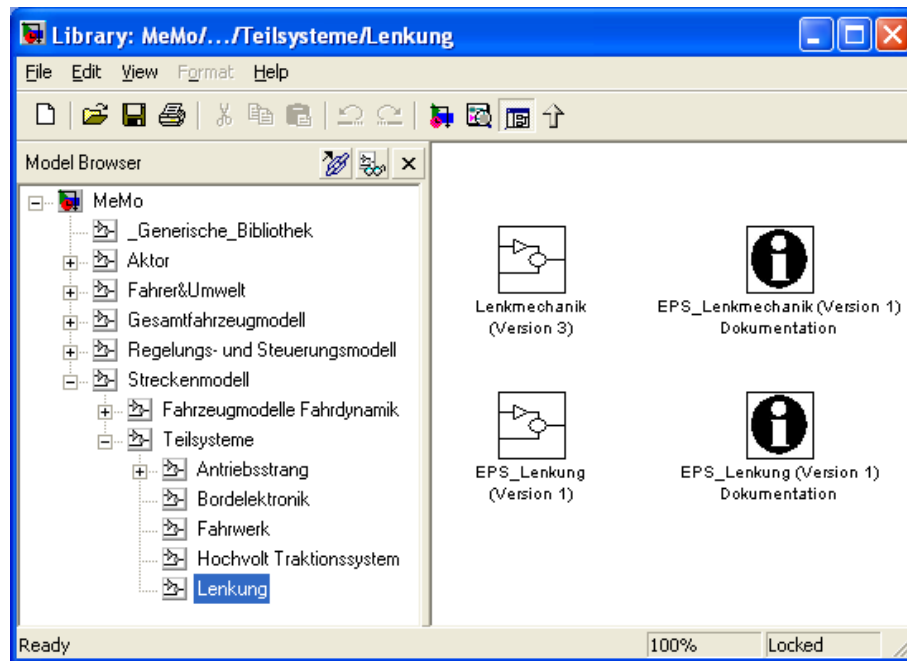 Library: MeMo/.../Teilsysteme/Lenkung
File Edit View Format Help
Model Browser
MeMo
_Generische_Bibliothek
Aktor
Fahrer&Umwelt
Gesamtfahrzeugmodell
Regelungs- und Steuerungsmodell
Streckenmodell
Fahrzeugmodelle Fahrdynamik
Teilsysteme
Antriebsstrang
Bordelektronik
Fahrwerk
Hochvolt Traktionssystem
Lenkung
Lenkmechanik
(Version 3)
EPS_Lenkmechanik (Version 1)
Dokumentation
EPS_Lenkung
(Version 1)
EPS_Lenkung (Version 1)
Dokumentation
Ready 100% Locked